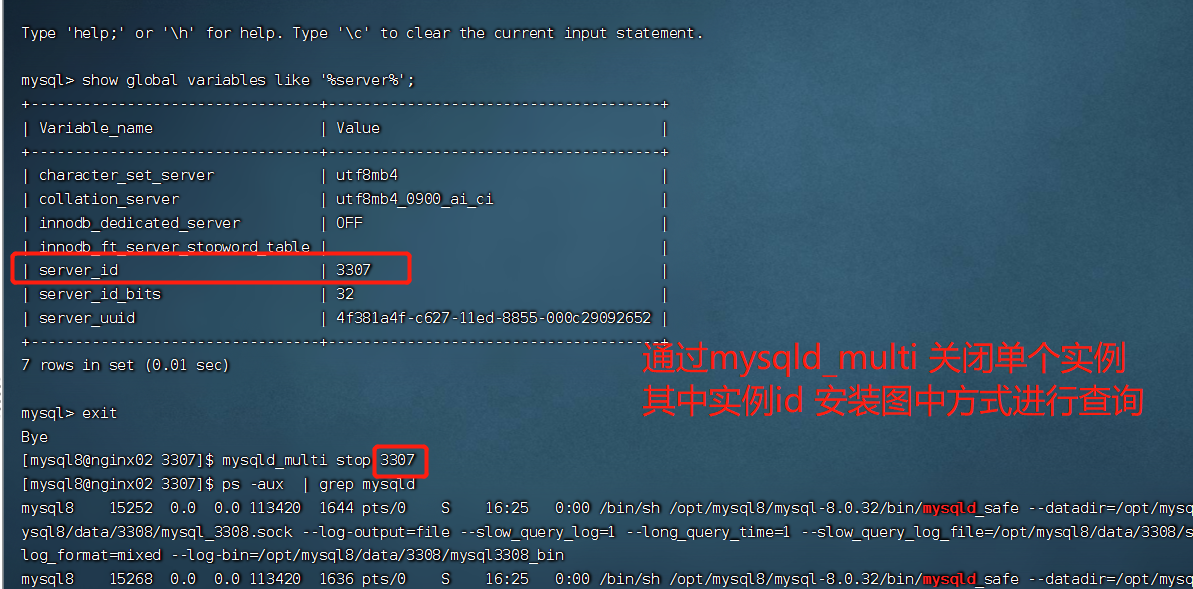 Type 'help;' or '\h' for help. Type '\c' to clear the current input statement.
mysql> show global variables like '%server%';
+---------------------------------+--------------------------------------+
| Variable_name | Value |
+---------------------------------+--------------------------------------+
| character_set_server | utf8mb4 |
| collation_server | utf8mb4_0900_ai_ci |
| innodb_dedicated_server | OFF |
| innodb_ft_server_stopword_table | |
| server_id | 3307 |
| server_id_bits | 32 |
| server_uuid | 4f381a4f-c627-11ed-8855-000c29092652 |
+---------------------------------+--------------------------------------+
7 rows in set (0.01 sec)
通过mysqld_multi 关闭单个实例
其中实例id 安装图中方式进行查询
mysql> exit
Bye
[mysql8@nginx02 3307]$ mysqld_multi stop 3307
[mysql8@nginx02 3307]$ ps -aux | grep mysqld
mysql8 15252 0.0 0.0 113420 1644 pts/0 S 16:25 0:00 /bin/sh /opt/mysql8/mysql-8.0.32/bin/mysqld_safe --datadir=/opt/mysq
ysql8/data/3308/mysql_3308.sock --log-output=file --slow_query_log=1 --long_query_time=1 --slow_query_log_file=/opt/mysql8/data/3308/s
log_format=mixed --log-bin=/opt/mysql8/data/3308/mysql3308_bin
mysql8 15268 0.0 0.0 113420 1636 pts/0 S 16:25 0:00 /bin/sh /opt/mysql8/mysql-8.0.32/bin/mysqld_safe --datadir=/opt/mysq